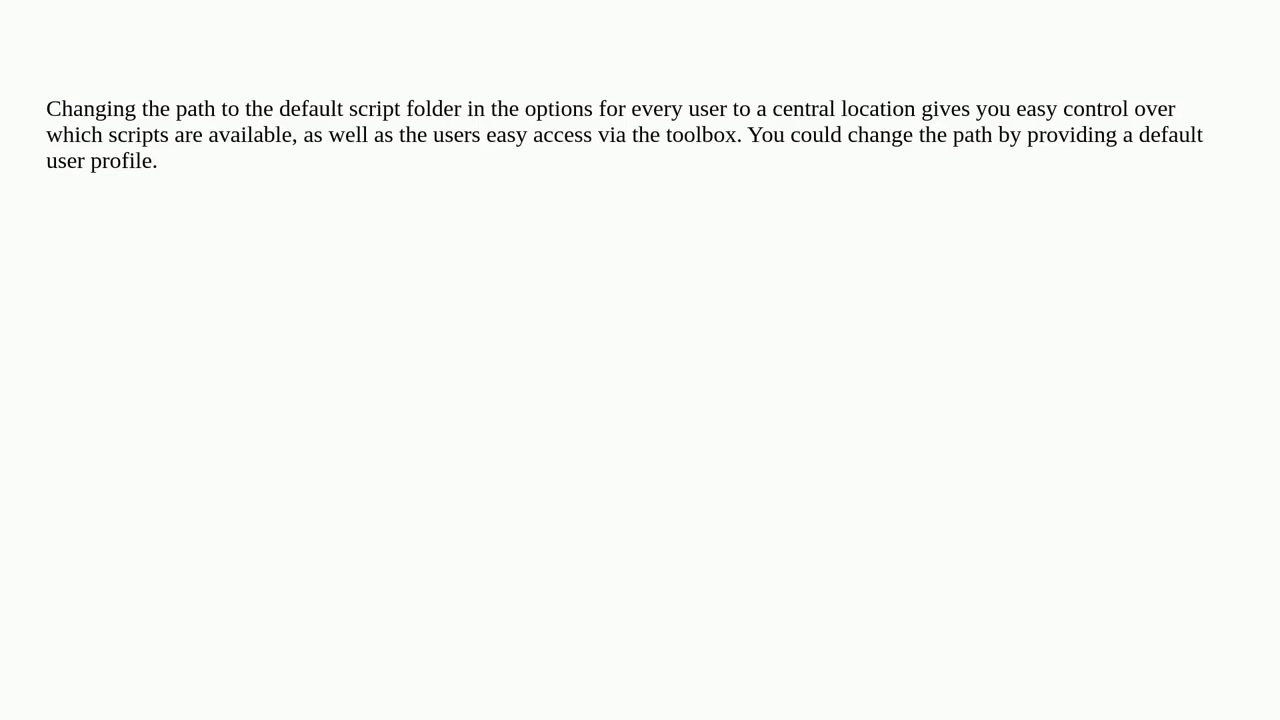 Changing the path to the default script folder in the options for every user to a central location gives you easy control over
which scripts are available, as well as the users easy access via the toolbox. You could change the path by providing a default
user profile.